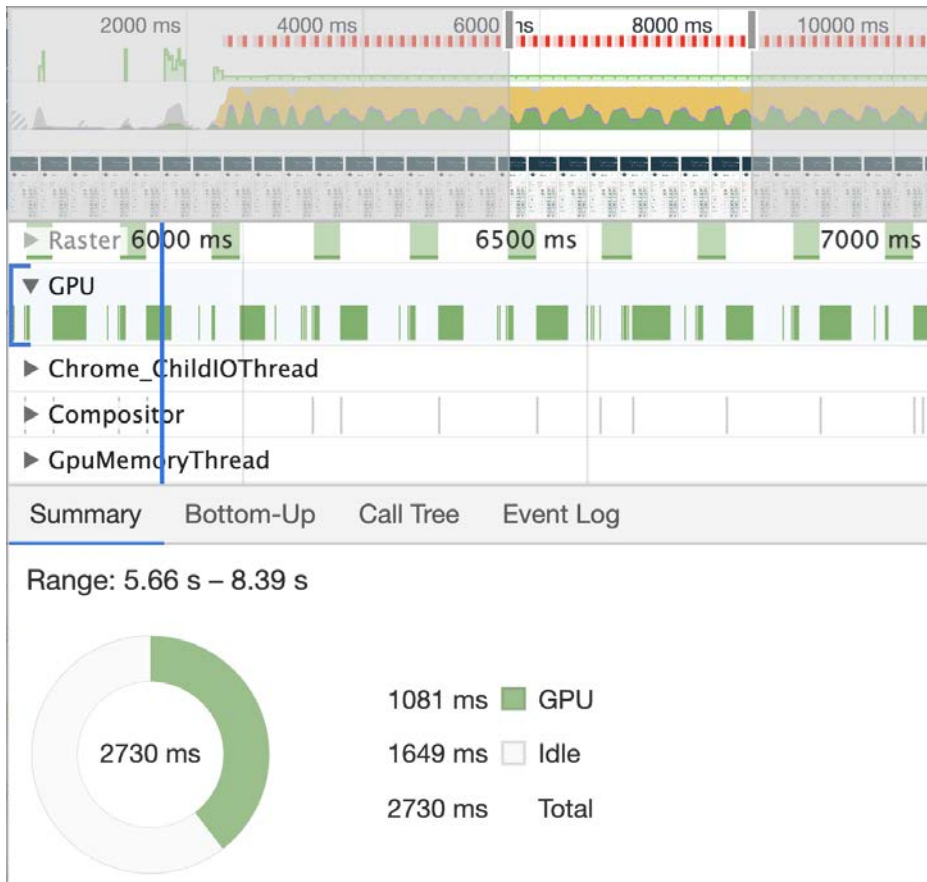 2000 ms 4000 ms 6000 ms 8000 ms 10000 ms
Raster 6000 ms 6500 ms 7000 ms
GPU
Chrome_ChildIOThread
Compositor
GpuMemoryThread
Summary Bottom-Up Call Tree Event Log
Range: 5.66 s – 8.39 s
2730 ms
1081 ms GPU
1649 ms Idle
2730 ms Total